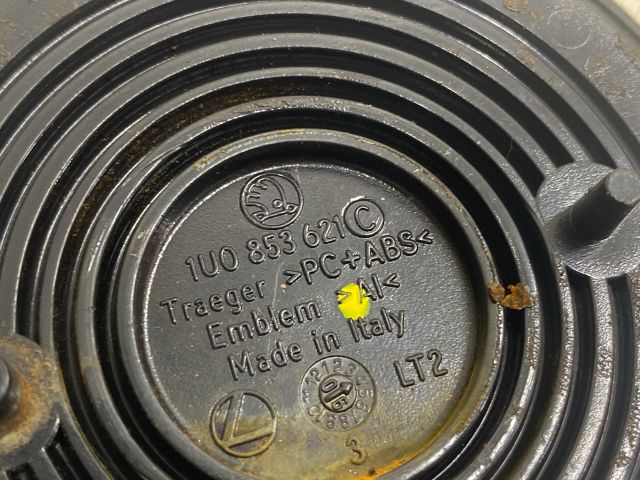 1U0 853 621 C
Traeger >PC+ABS<
Emblem >Al<
Made in Italy
LT2
3